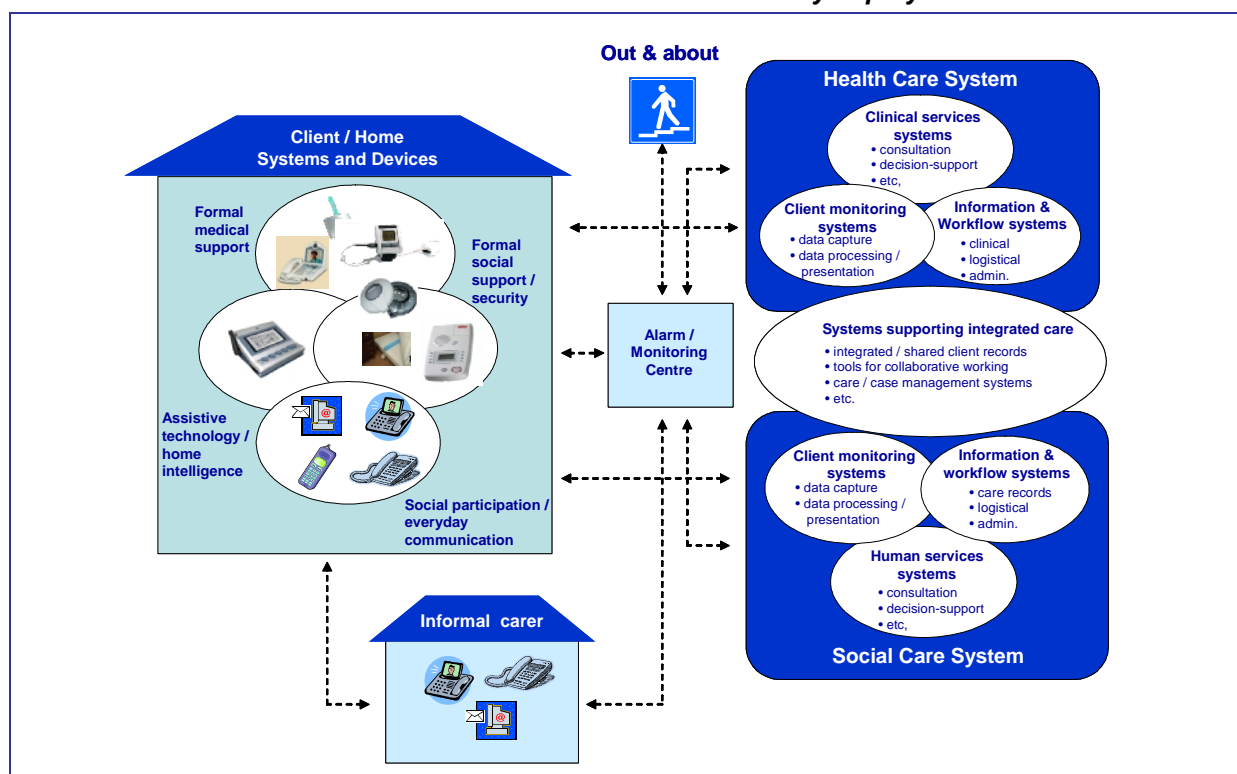 Out & about
Client / Home
Systems and Devices
Formal
medical
support
Formal
social
support /
security
Assistive
technology /
home
intelligence
Social participation /
everyday
communication
Alarm /
Monitoring
Centre
Informal carer
Health Care System
Clinical services
systems
• consultation
• decision-support
• etc,
Client monitoring
systems
• data capture
• data processing /
presentation
Information &
Workflow systems
• clinical
• logistical
• admin.
Systems supporting integrated care
• integrated / shared client records
• tools for collaborative working
• care / case management systems
• etc.
Client monitoring
systems
• data capture
• data processing /
presentation
Information &
workflow systems
• care records
• logistical
• admin.
Human services
systems
• consultation
• decision-support
• etc,
Social Care System